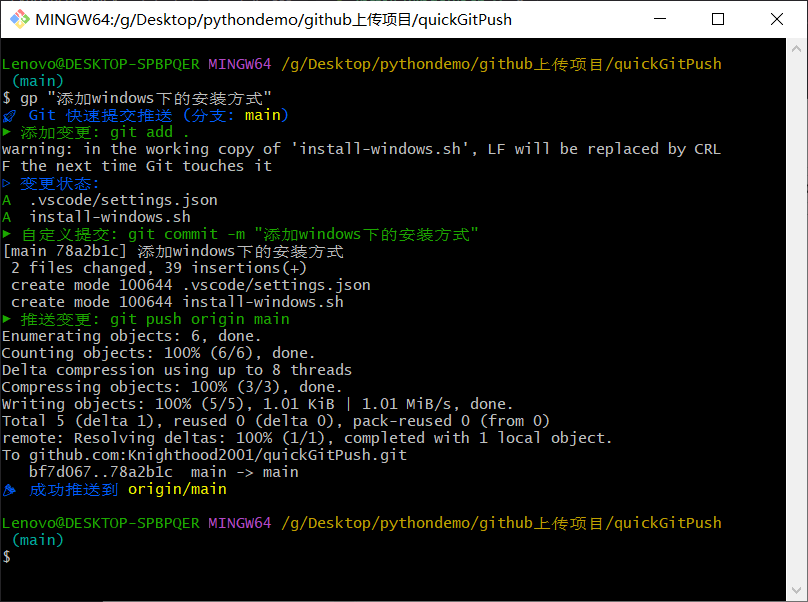 MINGW64:/g/Desktop/pythondemo/github上传项目/quickGitPush
Lenovo@DESKTOP-SPBPQER MINGW64 /g/Desktop/pythondemo/github上传项目/quickGitPush
(main)
$ gp "添加windows下的安装方式"
🚀 Git 快速提交推送 (分支: main)
▶ 添加变更: git add .
warning: in the working copy of 'install-windows.sh', LF will be replaced by CRL
F the next time Git touches it
▷ 变更状态:
A  .vscode/settings.json
A  install-windows.sh
▶ 自定义提交: git commit -m "添加windows下的安装方式"
[main 78a2b1c] 添加windows下的安装方式
2 files changed, 39 insertions(+)
create mode 100644 .vscode/settings.json
create mode 100644 install-windows.sh
▶ 推送变更: git push origin main
Enumerating objects: 6, done.
Counting objects: 100% (6/6), done.
Delta compression using up to 8 threads
Compressing objects: 100% (3/3), done.
Writing objects: 100% (5/5), 1.01 KiB | 1.01 MiB/s, done.
Total 5 (delta 1), reused 0 (delta 0), pack-reused 0 (from 0)
remote: Resolving deltas: 100% (1/1), completed with 1 local object.
To github.com:Knighthood2001/quickGitPush.git
bf7d067..78a2b1c  main -> main
🎉 成功推送到 origin/main
Lenovo@DESKTOP-SPBPQER MINGW64 /g/Desktop/pythondemo/github上传项目/quickGitPush
(main)
$